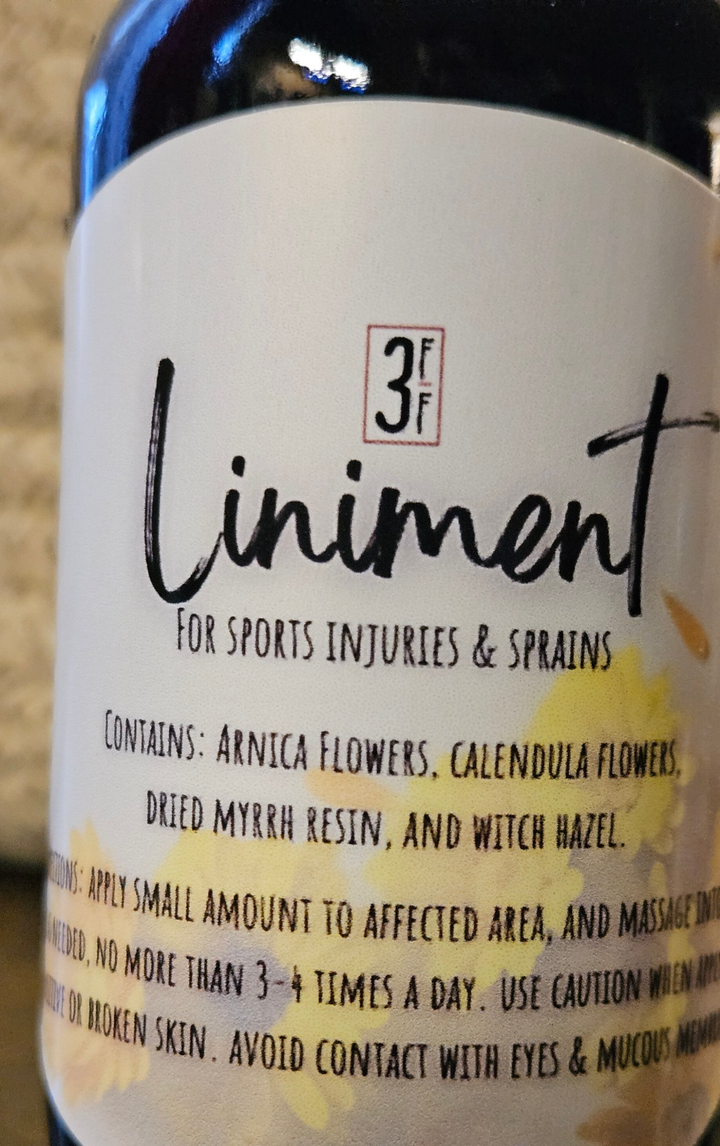 3FF
Liniment
For sports injuries & sprains
Contains: Arnica Flowers, calendula flowers,
dried myrrh resin, and witch hazel.
apply small amount to affected area, and massage
needed, no more than 3-4 times a day. Use caution when
or broken skin. Avoid contact with eyes & mucous